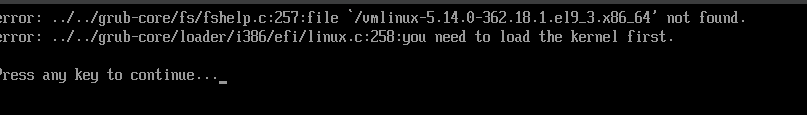 error: ../../grub-core/fs/fshelp.c:257:file `/vmlinux-5.14.0-362.18.1.el9_3.x86_64' not found.
error: ../../grub-core/loader/i386/efi/linux.c:258:you need to load the kernel first.
Press any key to continue..._